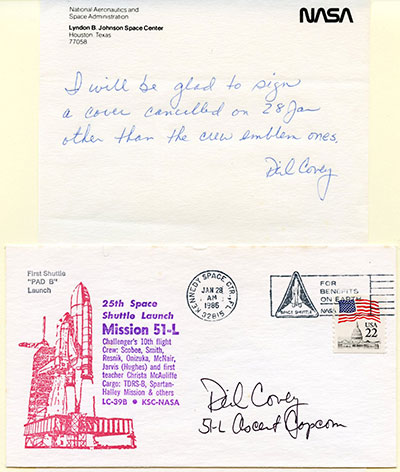 National Aeronautics and
Space Administration
NASA
Lyndon B. Johnson Space Center
Houston, Texas
77058
I will be glad to sign
a cover cancelled on 28 Jan
other than the crew emblem ones.
Dick Covey
First Shuttle
"PAD B"
Launch
25th Space
Shuttle Launch
Mission 51-L
Challenger's 10th flight
Crew: Scobee, Smith,
Resnik, Onizuka, McNair,
Jarvis (Hughes) and first
teacher Christa McAuliffe
Cargo: TDRS-B, Spartan-
Halley Mission & others
LC-39B • KSC-NASA
KENNEDY SPACE CTR., FL
JAN 28
AM
1986
32815
SPACE SHUTTLE
FOR
BENEFITS
ON EARTH
NASA
USA
22
Dick Covey
51-L Ascent Capcom